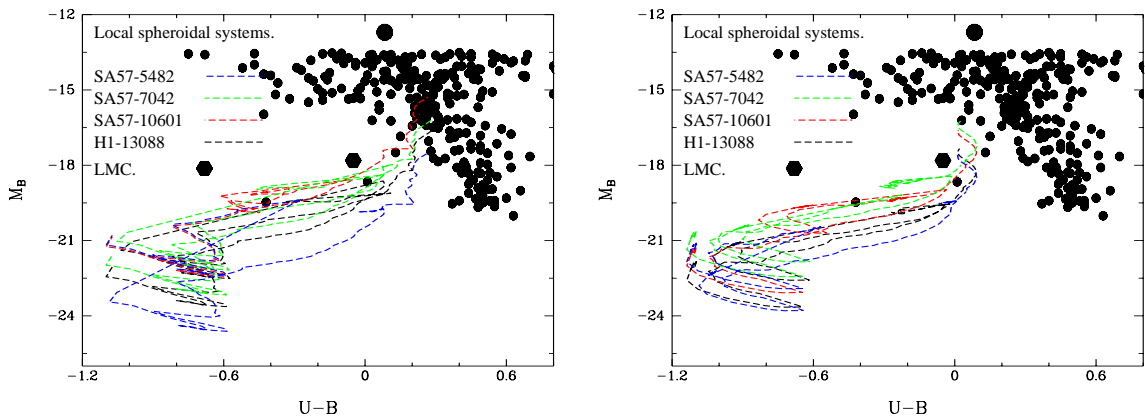 −12
−15
−18
−21
−24
M_B
Local spheroidal systems.
SA57-5482
SA57-7042
SA57-10601
H1-13088
LMC.
−1.2
−0.6
0
0.6
U−B
−12
−15
−18
−21
−24
M_B
Local spheroidal systems.
SA57-5482
SA57-7042
SA57-10601
H1-13088
LMC.
−1.2
−0.6
0
0.6
U−B